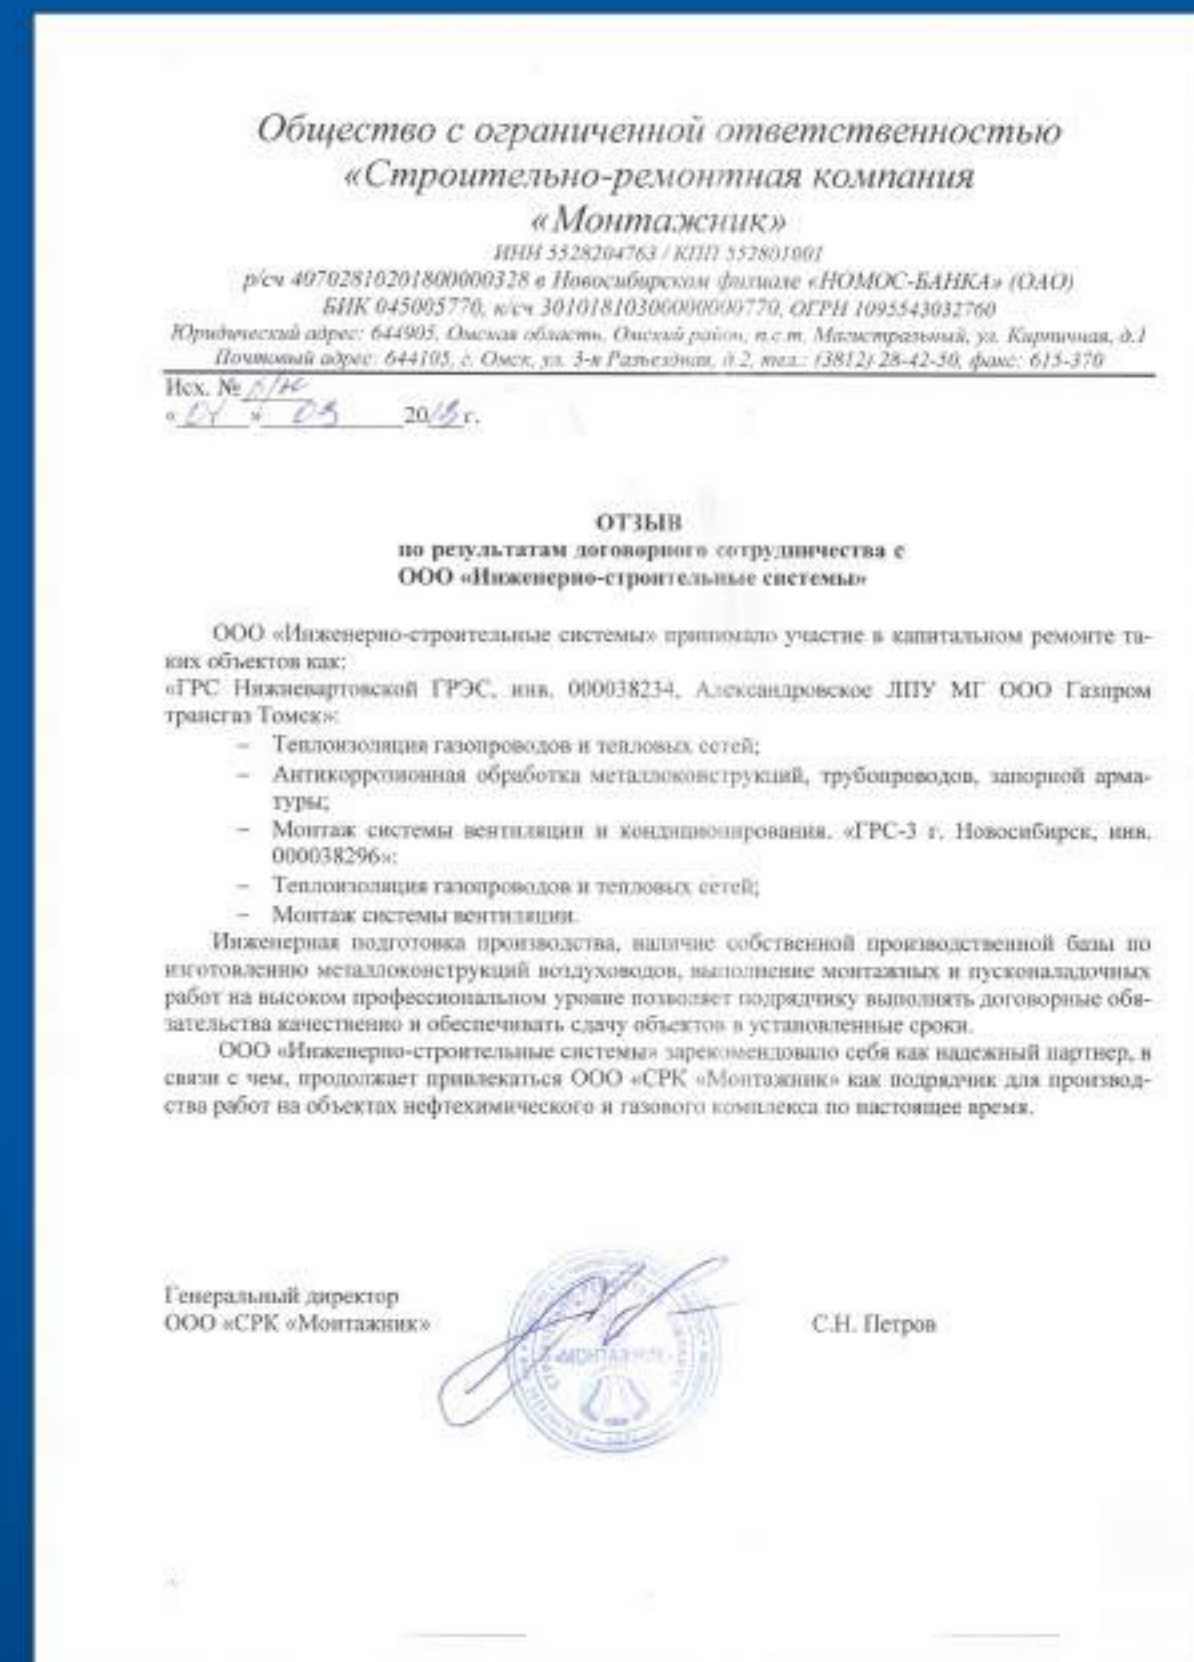 Общество с ограниченной ответственностью
«Строительно-ремонтная компания
«Монтажник»
ИНН 5528204763 / КПП 552801001
р/сч 40702810201800000328 в Новосибирском филиале «НОМОС-БАНКА» (ОАО)
БИК 045005770, к/сч 30101810300000000770, ОГРН 1095543032760
Юридический адрес: 644905, Омская область, Омский район, п.г.т. Магистральный, ул. Кирпичная, д.1
Почтовый адрес: 644105, г. Омск, ул. 3-я Разъездная, д.2, тел.: (3812) 28-42-50, факс: 615-370
Исх. №
« » 03 20 г.
ОТЗЫВ
по результатам договорного сотрудничества с
ООО «Инженерно-строительные системы»
ООО «Инженерно-строительные системы» принимало участие в капитальном ремонте та-
ких объектов как:
«ГРС Нижневартовской ГРЭС, инв. 000038234, Александровское ЛПУ МГ ООО Газпром
трансгаз Томск»:
– Теплоизоляция газопроводов и тепловых сетей;
– Антикоррозионная обработка металлоконструкций, трубопроводов, запорной арма-
туры;
– Монтаж системы вентиляции и кондиционирования. «ГРС-3 г. Новосибирск, инв.
000038296»:
– Теплоизоляция газопроводов и тепловых сетей;
– Монтаж системы вентиляции.
Инженерная подготовка производства, наличие собственной производственной базы по
изготовлению металлоконструкций воздуховодов, выполнение монтажных и пусконаладочных
работ на высоком профессиональном уровне позволяет подрядчику выполнять договорные обя-
зательства качественно и обеспечивать сдачу объектов в установленные сроки.
ООО «Инженерно-строительные системы» зарекомендовало себя как надежный партнер, в
связи с чем, продолжает привлекаться ООО «СРК «Монтажник» как подрядчик для производ-
ства работ на объектах нефтехимического и газового комплекса по настоящее время.
Генеральный директор
ООО «СРК «Монтажник»
С.Н. Петров
«МОНТАЖНИК»